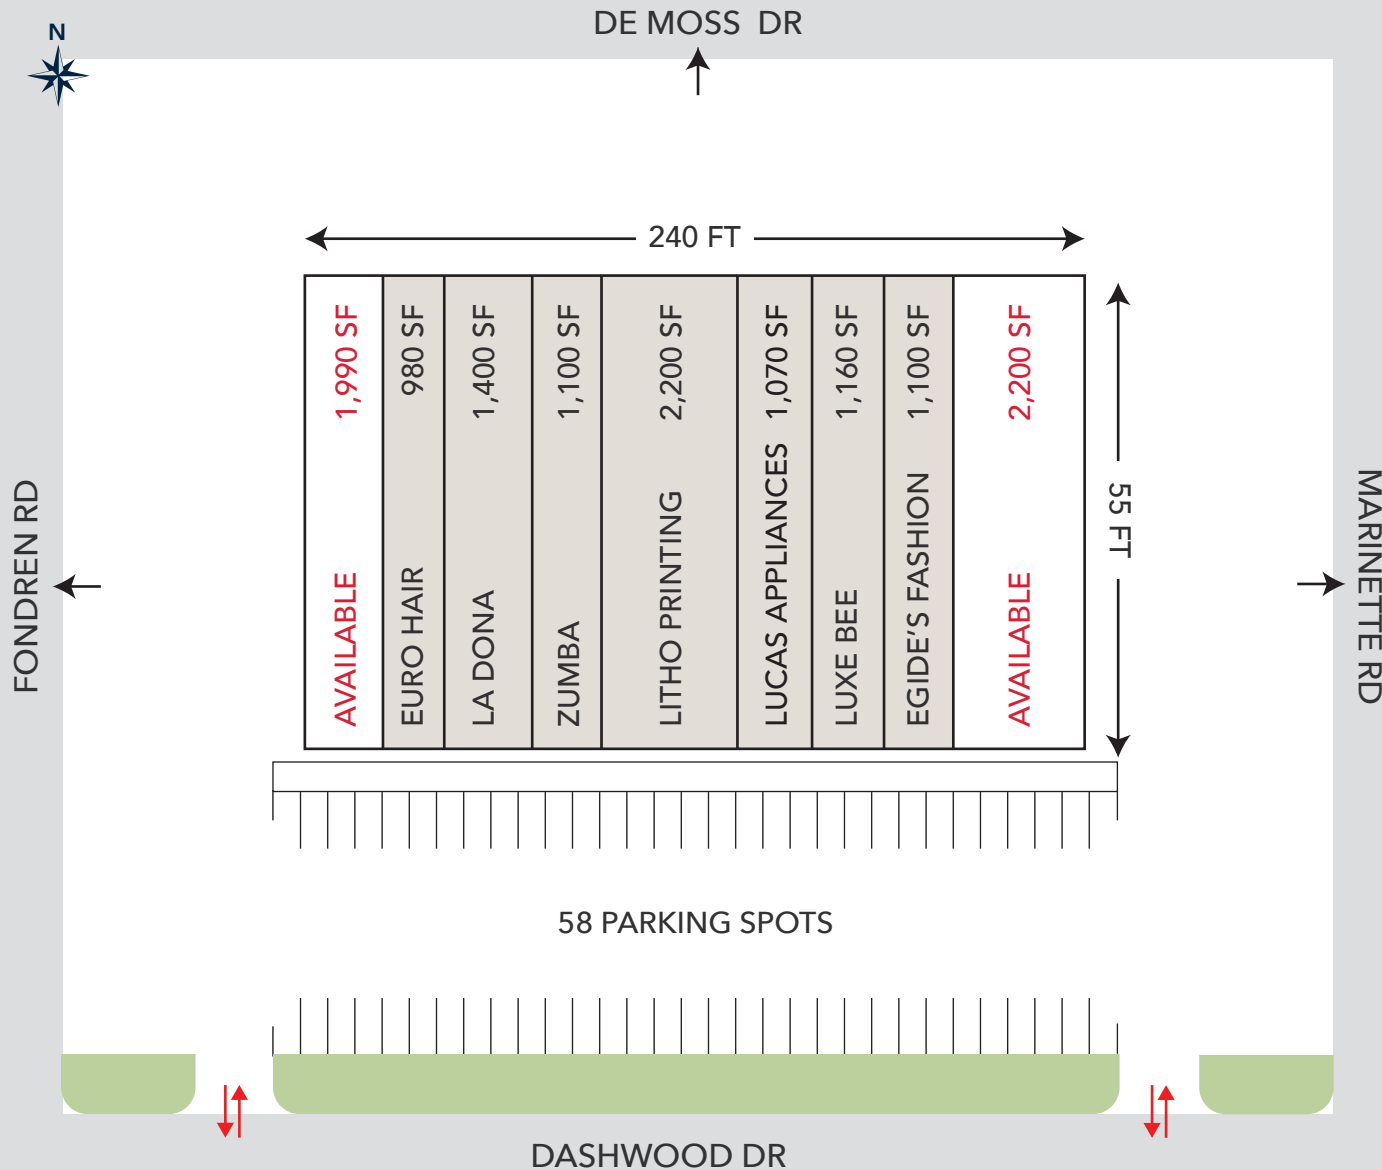 DE MOSS DR
N
240 FT
AVAILABLE 1,990 SF
EURO HAIR 980 SF
LA DONA 1,400 SF
ZUMBA 1,100 SF
LITHO PRINTING 2,200 SF
LUCAS APPLIANCES 1,070 SF
LUXE BEE 1,160 SF
EGIDE'S FASHION 1,100 SF
AVAILABLE 2,200 SF
55 FT
FONDREN RD
MARINETTE RD
58 PARKING SPOTS
DASHWOOD DR